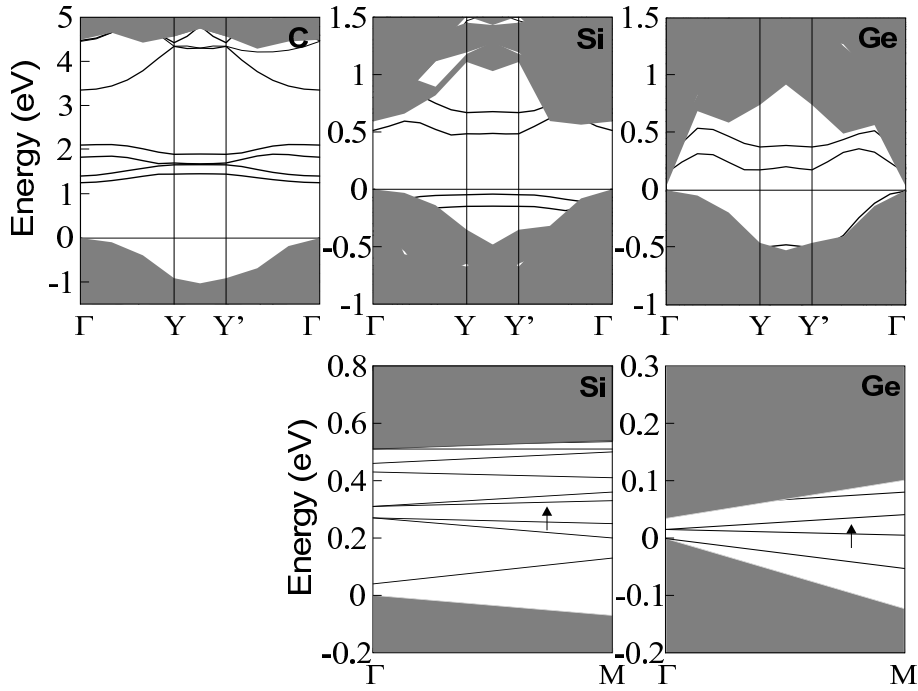 C
Si
Ge
Energy (eV)
5
4
3
2
1
0
-1
1.5
1
0.5
0
-0.5
-1
1.5
1
0.5
0
-0.5
-1
Γ Y Y' Γ
Γ Y Y' Γ
Γ Y Y' Γ
Si
Ge
Energy (eV)
0.8
0.6
0.4
0.2
0
-0.2
0.3
0.2
0.1
0
-0.1
-0.2
Γ M
Γ M